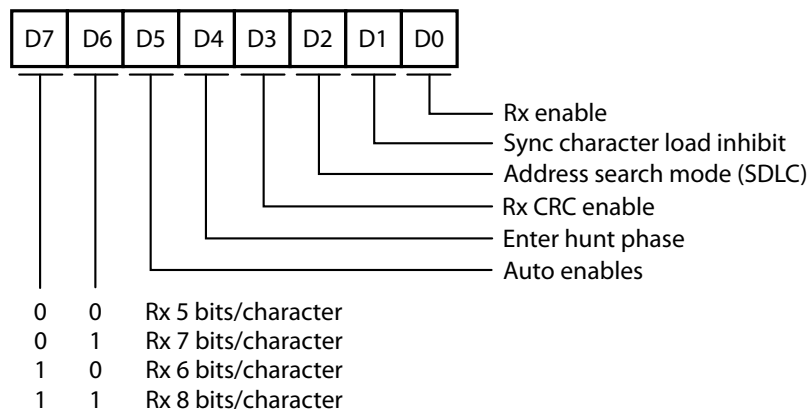 D7 D6 D5 D4 D3 D2 D1 D0
Rx enable
Sync character load inhibit
Address search mode (SDLC)
Rx CRC enable
Enter hunt phase
Auto enables
0 0 Rx 5 bits/character
0 1 Rx 7 bits/character
1 0 Rx 6 bits/character
1 1 Rx 8 bits/character